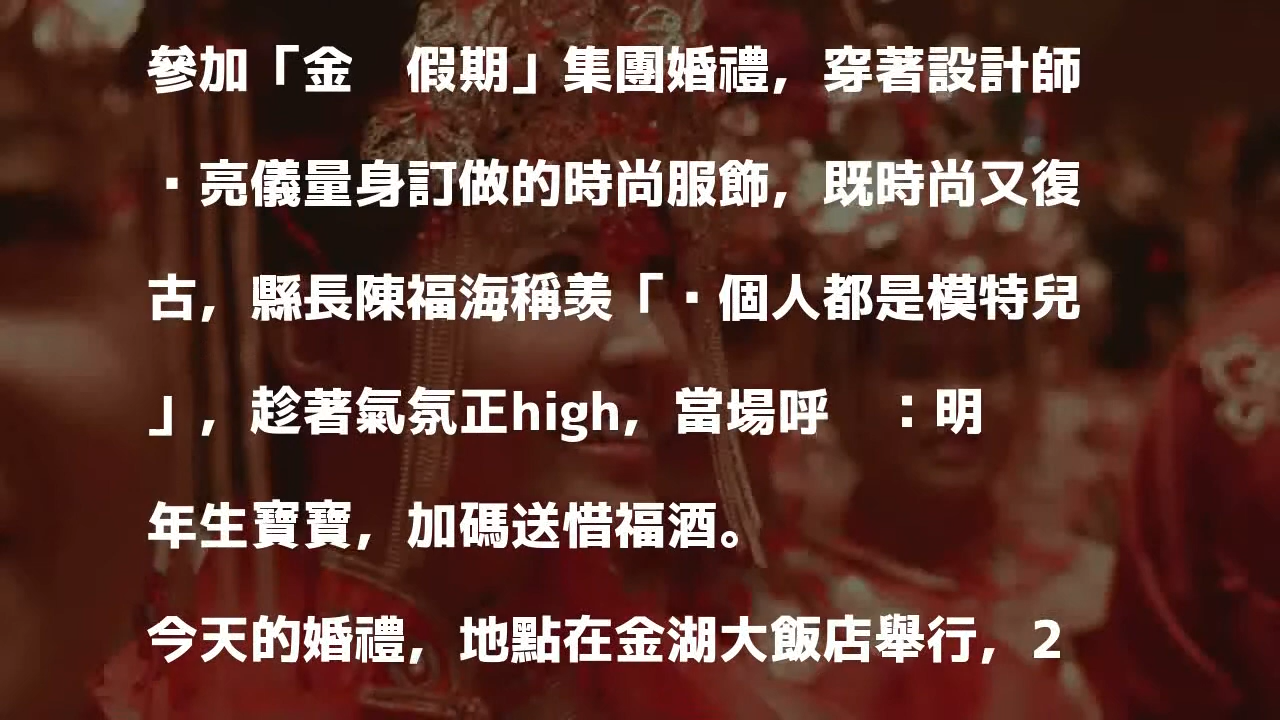 參加「金　假期」集團婚禮，穿著設計師
▪亮儀量身訂做的時尚服飾，既時尚又復
古，縣長陳福海稱羡「▪個人都是模特兒
」，趁著氣氛正high，當場呼　：明
年生寶寶，加碼送惜福酒。
今天的婚禮，地點在金湖大飯店舉行，2